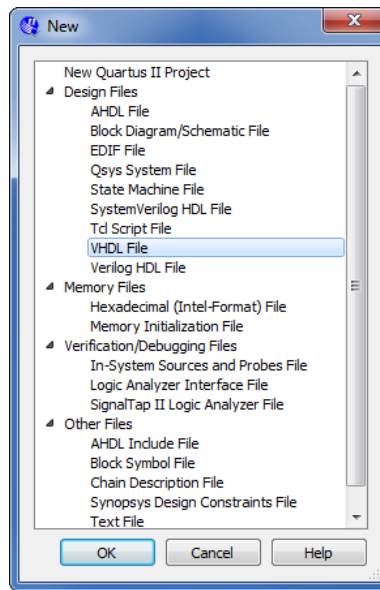 New
New Quartus II Project
Design Files
AHDL File
Block Diagram/Schematic File
EDIF File
Qsys System File
State Machine File
SystemVerilog HDL File
Tcl Script File
VHDL File
Verilog HDL File
Memory Files
Hexadecimal (Intel-Format) File
Memory Initialization File
Verification/Debugging Files
In-System Sources and Probes File
Logic Analyzer Interface File
SignalTap II Logic Analyzer File
Other Files
AHDL Include File
Block Symbol File
Chain Description File
Synopsys Design Constraints File
Text File
OK Cancel Help